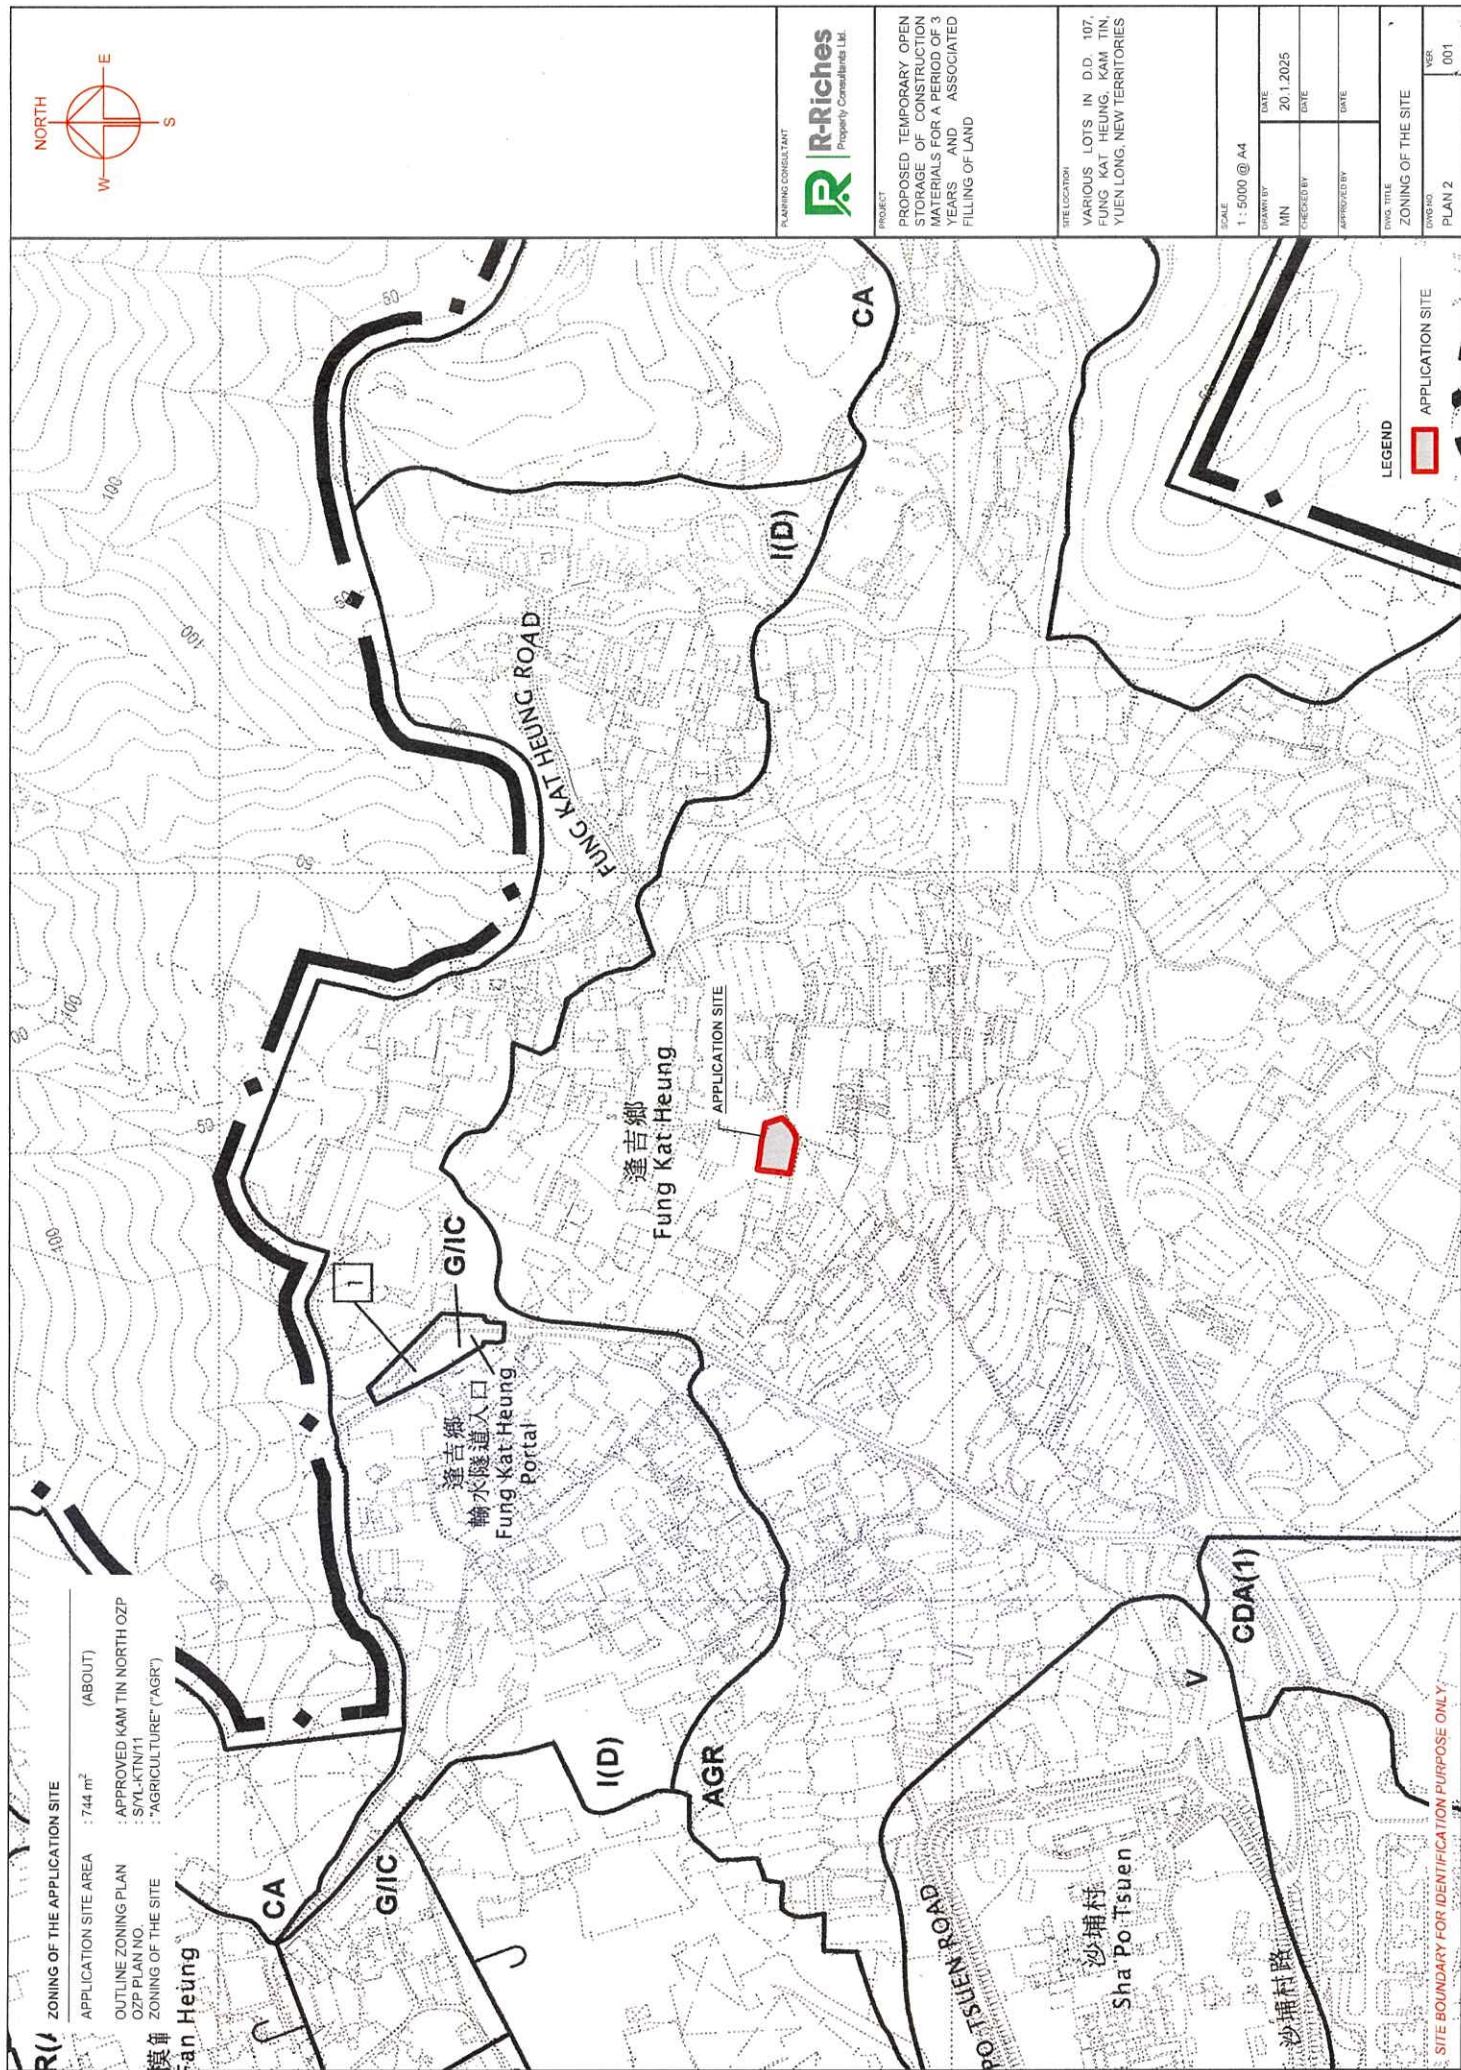 ZONING OF THE APPLICATION SITE
APPLICATION SITE AREA : 744 m² (ABOUT)
OUTLINE ZONING PLAN : APPROVED KAM TIN NORTH OZP
OZP PLAN NO. : S/YL-KTN/11
ZONING OF THE SITE : "AGRICULTURE" ("AGR")
CA
G/IC
I(D)
AGR
1
G/IC
逢吉鄉
輸水隧道入口
Fung Kat Heung
Portal
逢吉鄉
Fung Kat Heung
APPLICATION SITE
FUNG KAT HEUNG ROAD
I(D)
CA
100
50
100
50
100
100
50
PO TSUEN ROAD
沙埔村
Sha Po Tsuen
沙埔村路
V
CDA(1)
SITE BOUNDARY FOR IDENTIFICATION PURPOSE ONLY
LEGEND
APPLICATION SITE
NORTH
W
E
S
PLANNING CONSULTANT
R-Riches
Property Consultants Ltd.
PROJECT
PROPOSED TEMPORARY OPEN
STORAGE OF CONSTRUCTION
MATERIALS FOR A PERIOD OF 3
YEARS AND ASSOCIATED
FILLING OF LAND
SITE LOCATION
VARIOUS LOTS IN D.D. 107,
FUNG KAT HEUNG, KAM TIN,
YUEN LONG, NEW TERRITORIES
SCALE
1 : 5000 @ A4
DRAWN BY DATE
MN 20.1.2025
CHECKED BY DATE
APPROVED BY DATE
DWG. TITLE
ZONING OF THE SITE
DWG NO. VER.
PLAN 2 001